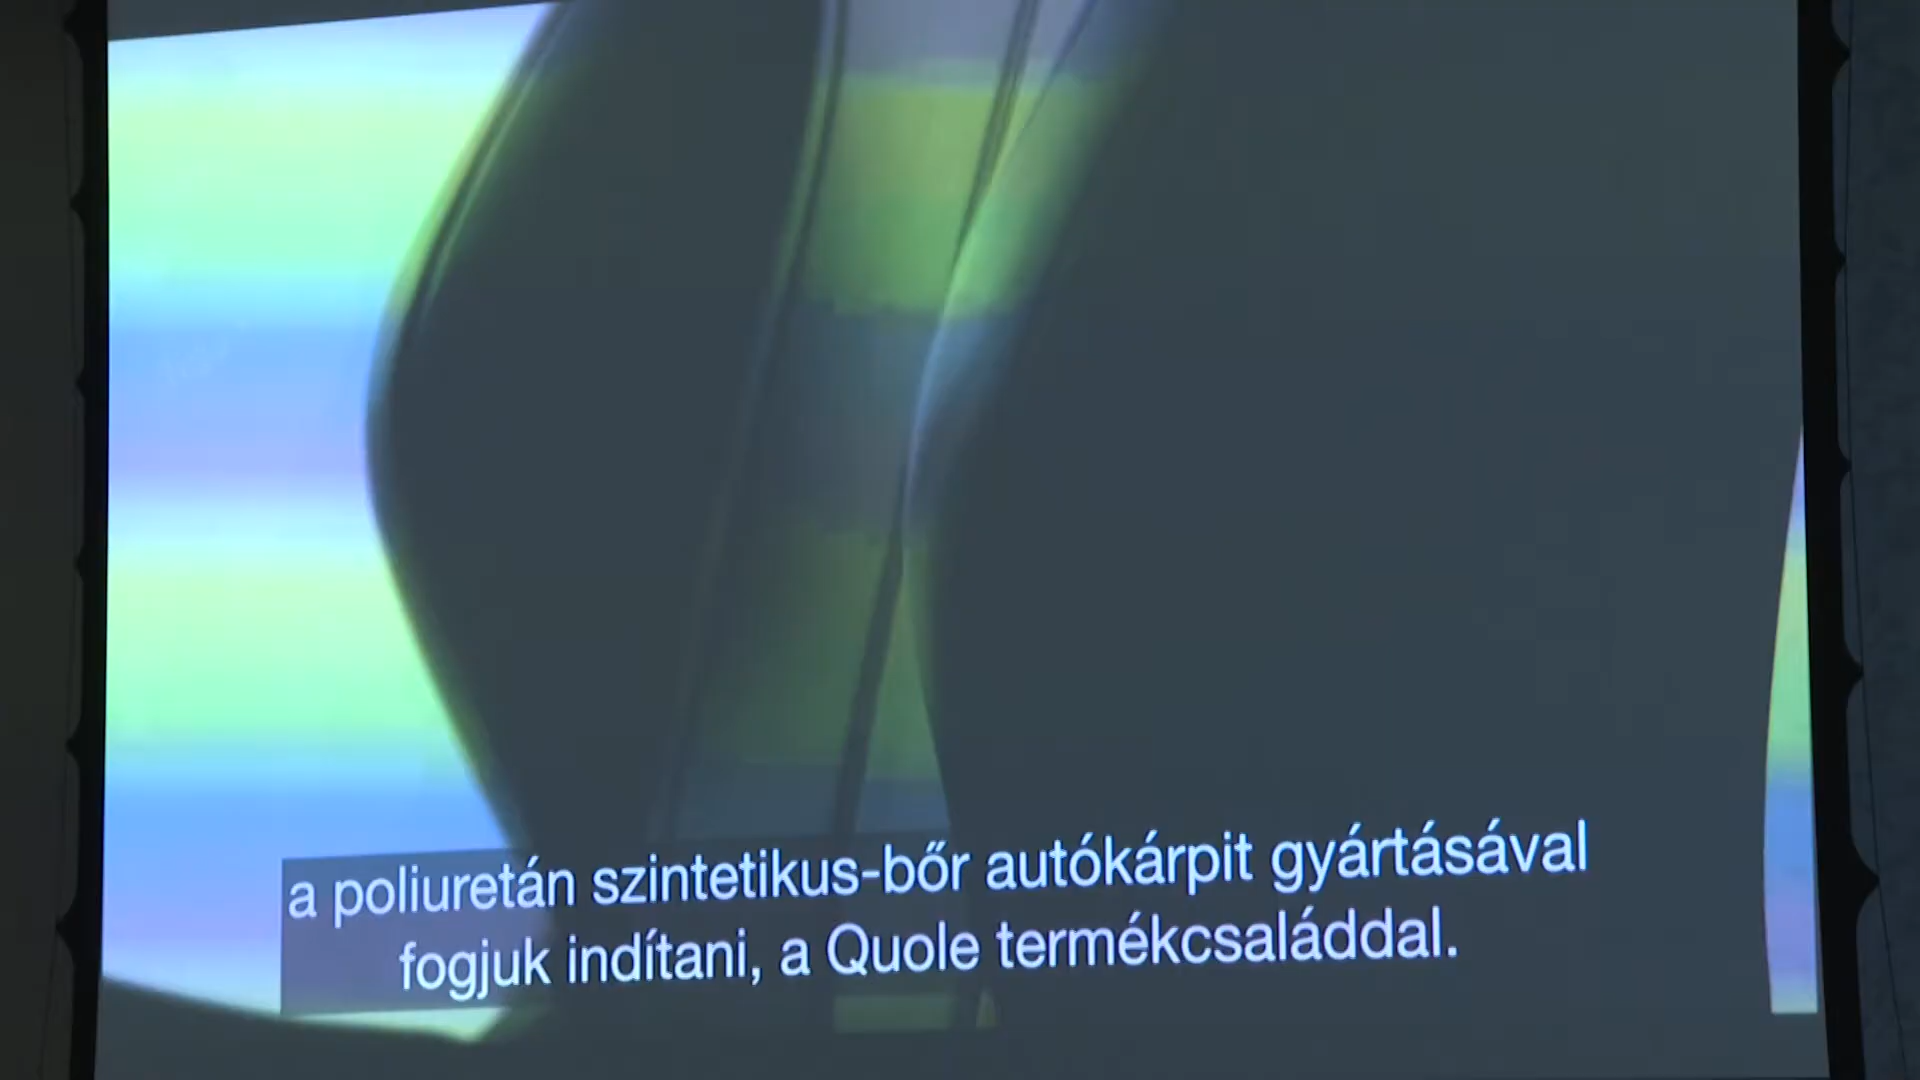 a poliuretán szintetikus-bőr autókárpit gyártásával
fogjuk indítani, a Quole termékcsaláddal.